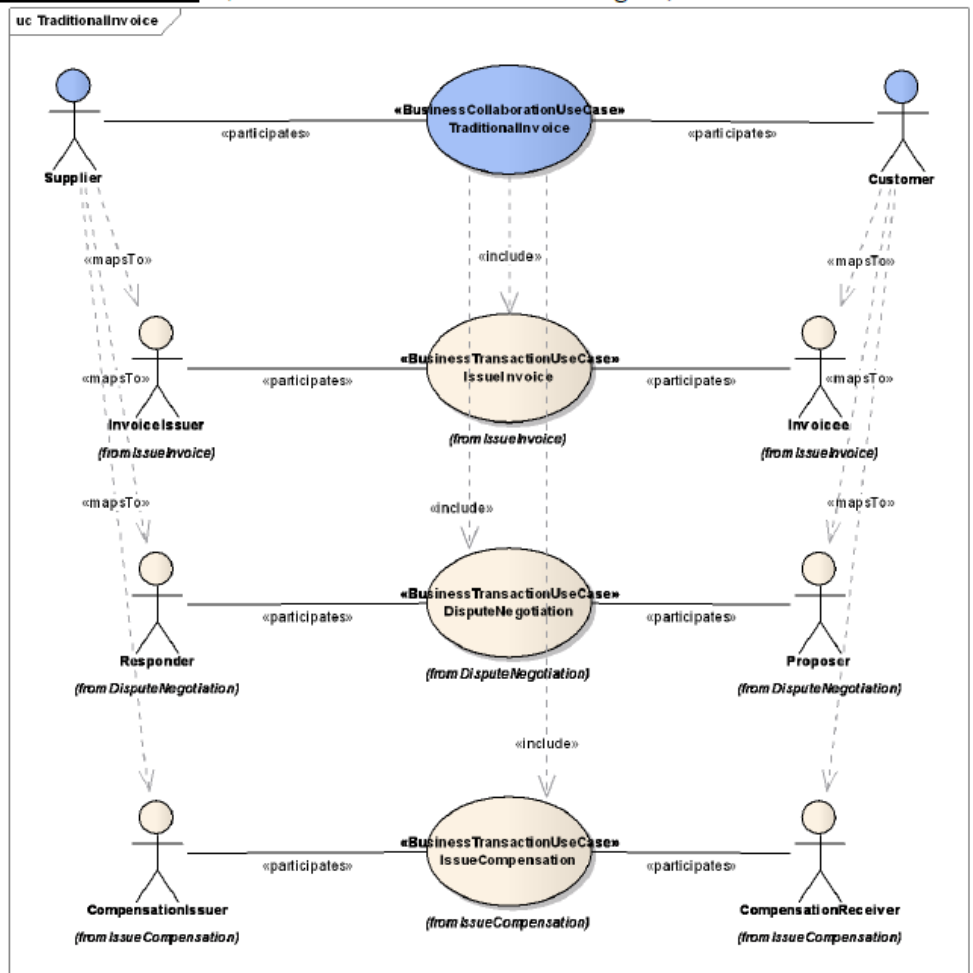 uc TraditionalInvoice
«BusinessCollaborationUseCase»
TraditionalInvoice
«participates»
«participates»
Supplier
Customer
«mapsTo»
«include»
«mapsTo»
«BusinessTransactionUseCase»
IssueInvoice
«mapsTo»
«participates»
«participates»
«mapsTo»
InvoiceIssuer
Invoicee
(from IssueInvoice)
(from IssueInvoice)
(from IssueInvoice)
«mapsTo»
«include»
«mapsTo»
«BusinessTransactionUseCase»
DisputeNegotiation
«participates»
«participates»
Responder
Proposer
(from DisputeNegotiation)
(from DisputeNegotiation)
(from DisputeNegotiation)
«include»
«BusinessTransactionUseCase»
IssueCompensation
«participates»
«participates»
CompensationIssuer
CompensationReceiver
(from IssueCompensation)
(from IssueCompensation)
(from IssueCompensation)